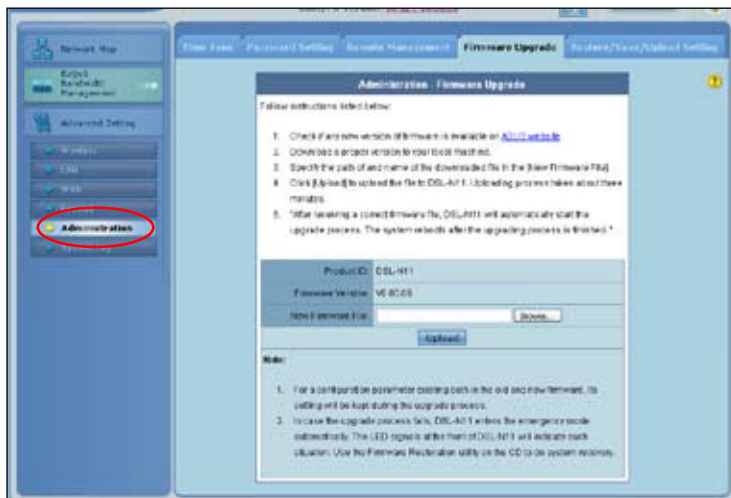 Network Map
EzQoS
Bandwidth
Management
Advanced Setting
Wireless
LAN
WAN
Firewall
Administration
Time Zone
Password Setting
Remote Management
Firmware Upgrade
Restore/Save/Upload Setting
Administration - Firmware Upgrade
Follow instructions listed below:
1. Check if any new version of firmware is available on ASUS website
2. Download a proper version to your local machine.
3. Specify the path of and name of the downloaded file in the [New Firmware File]
4. Click [Upload] to upload the file to DSL-N11. Uploading process takes about three
minutes.
5. "After receiving a correct firmware file, DSL-N11 will automatically start the
upgrade process. The system reboots after the upgrading process is finished."
Product ID: DSL-N11
Firmware Version:
New Firmware File:
Browse...
Upload
Note:
1. For a configuration parameter existing both in the old and new firmware, its
setting will be kept during the upgrade process.
2. In case the upgrade process fails, DSL-N11 enters the emergency mode
automatically. The LED signals at the front of DSL-N11 will indicate such
situation. Use the Firmware Restoration utility on the CD to do system recovery.